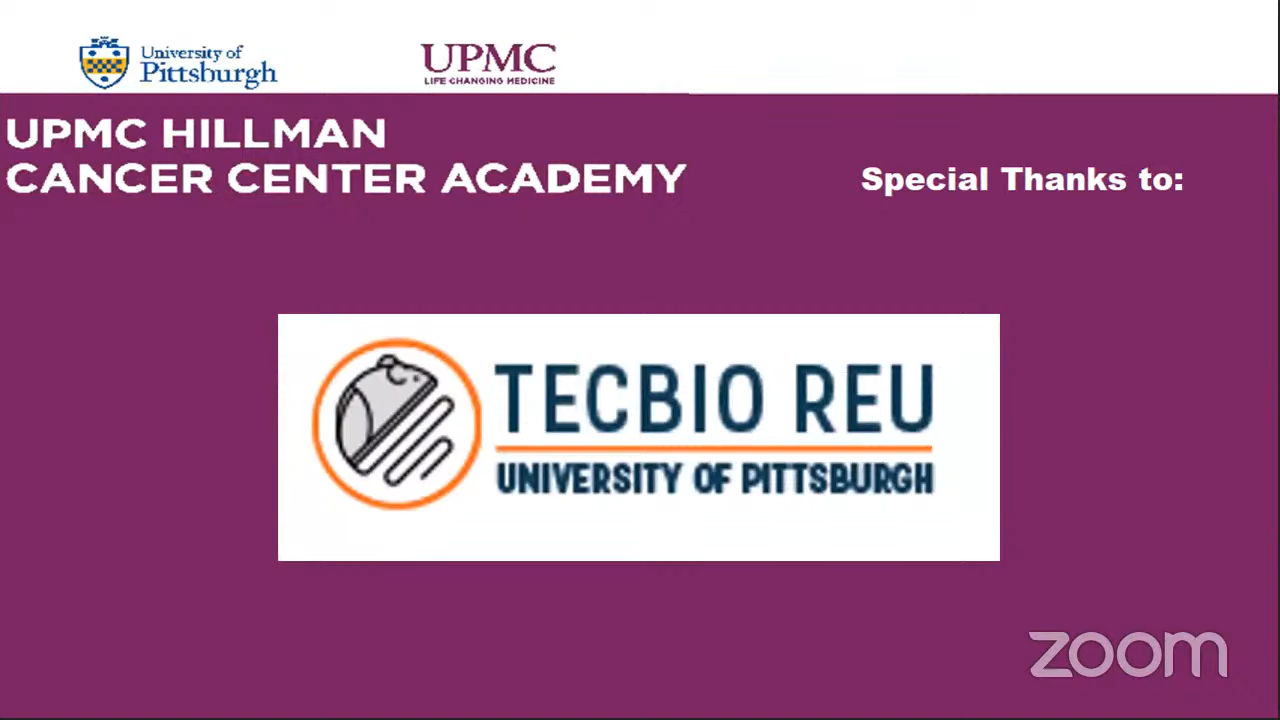 University of
Pittsburgh
UPMC
LIFE CHANGING MEDICINE
UPMC HILLMAN
CANCER CENTER ACADEMY
Special Thanks to:
TECBIO REU
UNIVERSITY OF PITTSBURGH
zoom